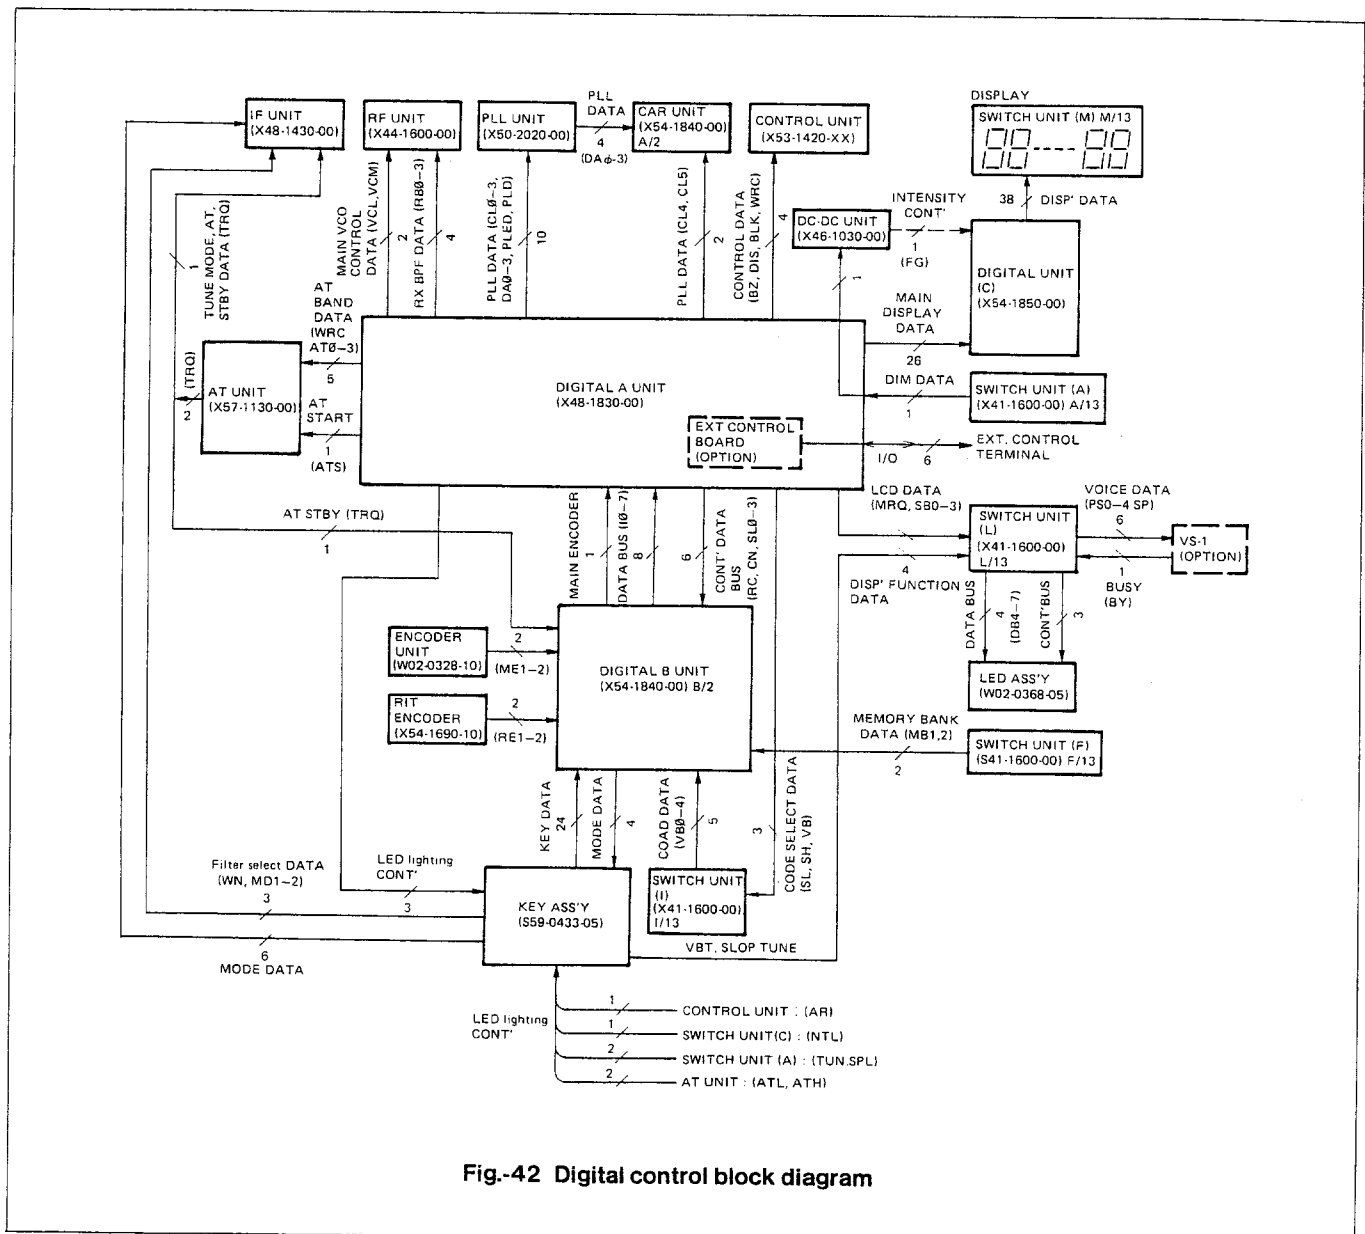 IF UNIT
(X48-1430-00)
RF UNIT
(X44-1600-00)
PLL UNIT
(X50-2020-00)
PLL
DATA
4
(DAφ-3)
CAR UNIT
(X54-1840-00)
A/2
CONTROL UNIT
(X53-1420-XX)
DISPLAY
SWITCH UNIT (M) M/13
38
DISP' DATA
INTENSITY
CONT'
1
(FG)
DC-DC UNIT
(X46-1030-00)
DIGITAL UNIT
(C)
(X54-1850-00)
1
TUNE MODE, AT,
STBY DATA (TRQ)
MAIN VCO
CONTROL
DATA (VCL,VCM)
2
RX BPF DATA (RB0-3)
4
PLL DATA (CLØ-3,
DAØ-3, PLED, PLD)
10
PLL DATA (CL4, CL5)
2
CONTROL DATA
(BZ, DIS, BLK, WRC)
4
1
MAIN
DISPLAY
DATA
26
AT
BAND
DATA
(WRC
ATØ-3)
5
(TRQ)
2
AT UNIT
(X57-1130-00)
AT
START
1
(ATS)
DIGITAL A UNIT
(X48-1830-00)
DIM DATA
1
SWITCH UNIT (A)
(X41-1600-00) A/13
EXT CONTROL
BOARD
(OPTION)
I/O
6
EXT. CONTROL
TERMINAL
AT STBY (TRQ)
1
MAIN ENCODER
1
DATA BUS (IØ-7)
8
6
CONT' DATA
BUS
(RC, CN, SLØ-3)
LCD DATA
(MRQ, SB0-3)
VOICE DATA
(PS0-4 SP)
6
SWITCH UNIT
(L)
(X41-1600-00)
L/13
VS-1
(OPTION)
1
BUSY
(BY)
4
DISP' FUNCTION
DATA
DATA BUS
4
(DB4-7)
CONT'BUS
3
LED ASS'Y
(W02-0368-05)
ENCODER
UNIT
(W02-0328-10)
2
(ME1-2)
RIT
ENCODER
(X54-1690-10)
2
(RE1-2)
DIGITAL B UNIT
(X54-1840-00) B/2
MEMORY BANK
DATA (MB1,2)
2
SWITCH UNIT (F)
(S41-1600-00) F/13
KEY DATA
24
MODE DATA
4
COAD DATA
(VBØ-4)
5
3
CODE SELECT DATA
(SL, SH, VB)
Filter select DATA
(WN, MD1-2)
3
LED lighting
CONT'
3
KEY ASS'Y
(S59-0433-05)
SWITCH UNIT
(I)
(X41-1600-00)
I/13
6
MODE DATA
VBT, SLOP TUNE
LED lighting
CONT'
1
CONTROL UNIT : (AR)
1
SWITCH UNIT(C) : (NTL)
2
SWITCH UNIT (A) : (TUN.SPL)
2
AT UNIT : (ATL, ATH)
Fig.-42 Digital control block diagram